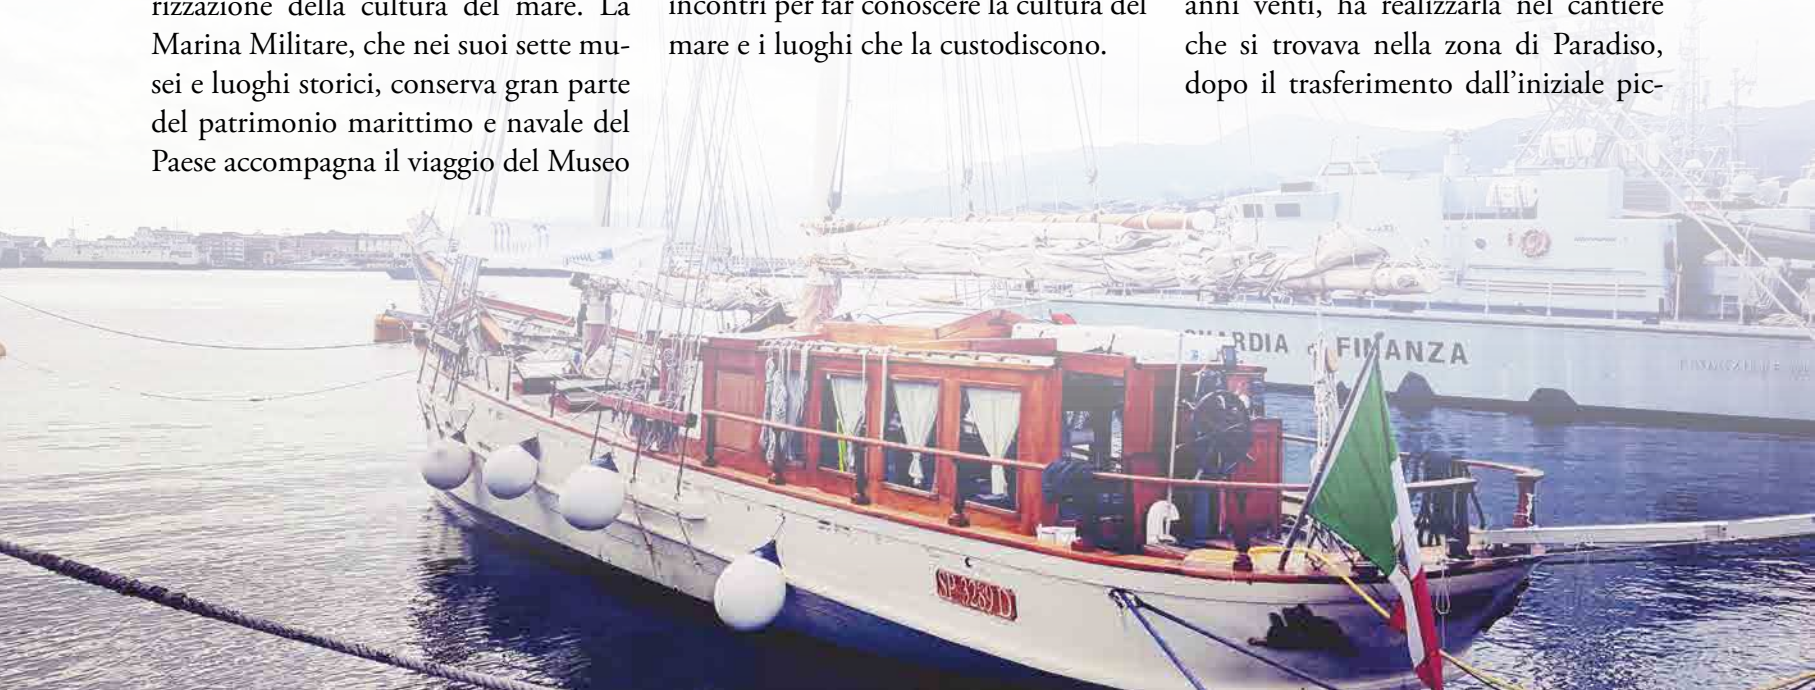 rizzazione della cultura del mare. La
Marina Militare, che nei suoi sette mu-
sei e luoghi storici, conserva gran parte
del patrimonio marittimo e navale del
Paese accompagna il viaggio del Museo
incontri per far conoscere la cultura del
mare e i luoghi che la custodiscono.
anni venti, ha realizzarla nel cantiere
che si trovava nella zona di Paradiso,
dopo il trasferimento dall'iniziale pic-
GUARDIA di FINANZA
SP 3289 D